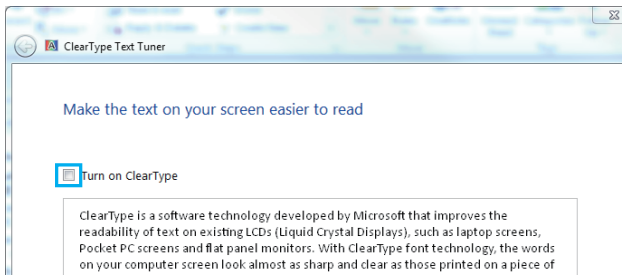 ClearType Text Tuner
Make the text on your screen easier to read
Turn on ClearType
ClearType is a software technology developed by Microsoft that improves the
readability of text on existing LCDs (Liquid Crystal Displays), such as laptop screens,
Pocket PC screens and flat panel monitors. With ClearType font technology, the words
on your computer screen look almost as sharp and clear as those printed on a piece of